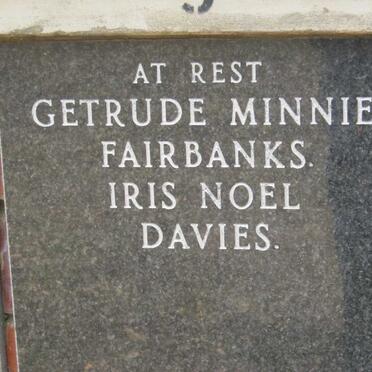 AT REST
GETRUDE MINNIE
FAIRBANKS.
IRIS NOEL
DAVIES.